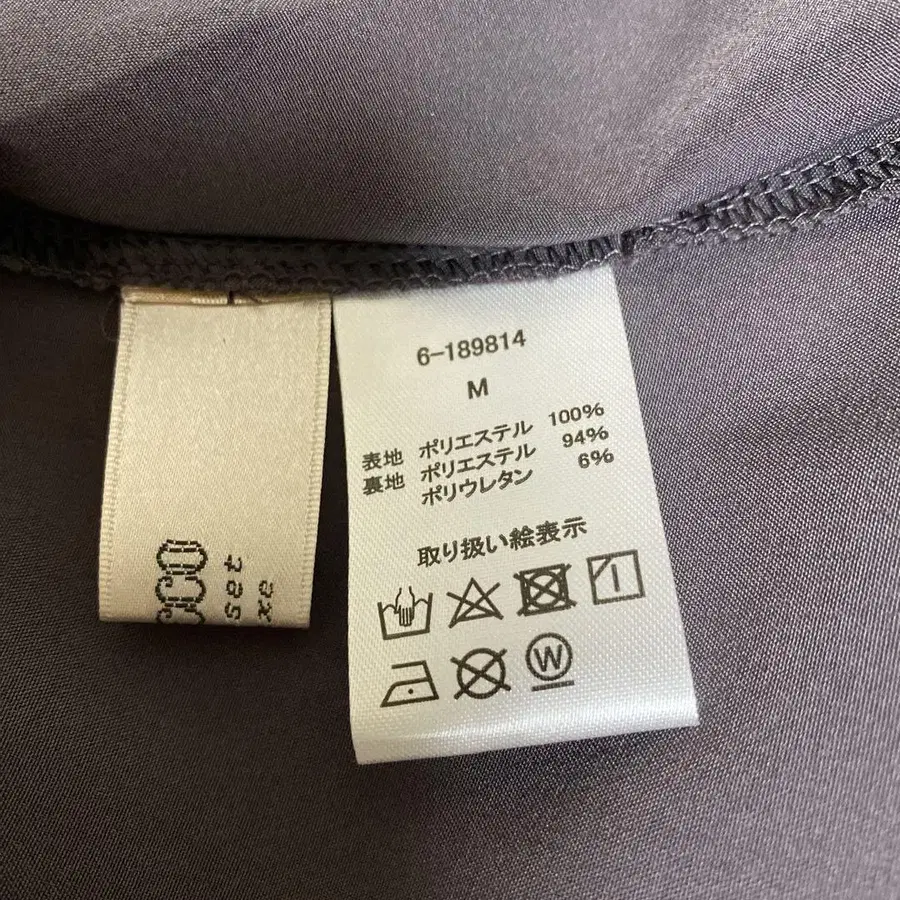 6-189814
M
表地 ポリエステル 100%
裏地 ポリエステル 94%
ポリウレタン 6%
取り扱い絵表示
W